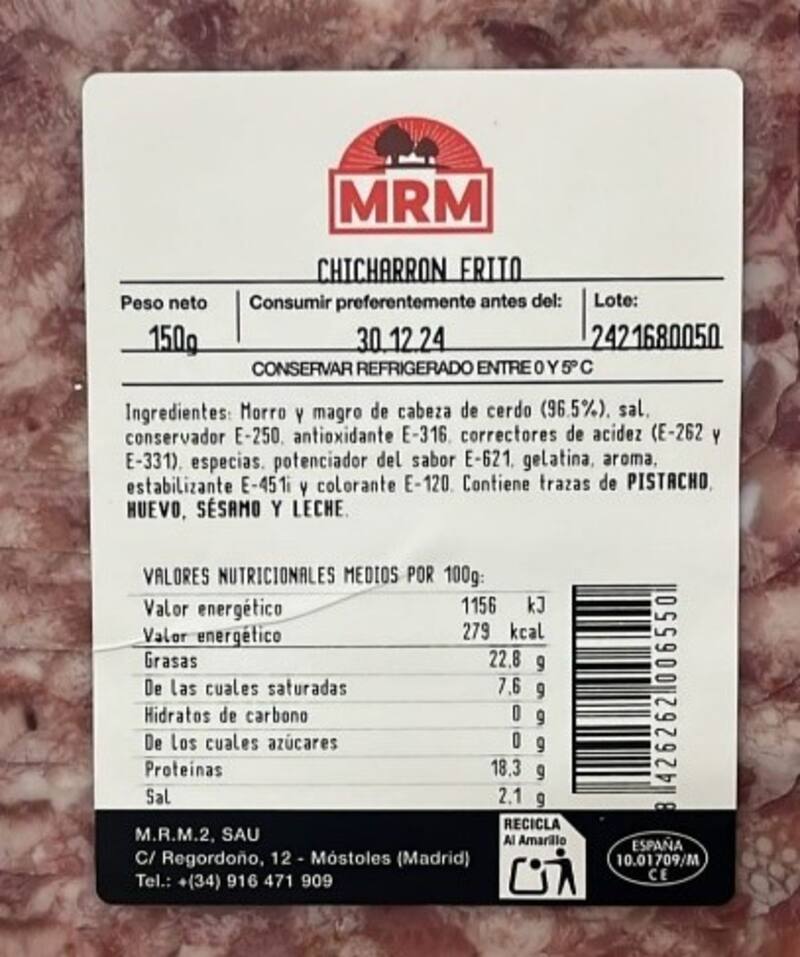 MRM
CHICHARRON FRITO
Peso neto
Consumir preferentemente antes del:
Lote:
150g
30.12.24
2421680050
CONSERVAR REFRIGERADO ENTRE 0 Y 5º C
Ingredientes: Morro y magro de cabeza de cerdo (96.5%), sal,
conservador E-250, antioxidante E-316, correctores de acidez (E-262 y
E-331), especias, potenciador del sabor E-621, gelatina, aroma,
estabilizante E-451i y colorante E-120. Contiene trazas de PISTACHO,
HUEVO, SÉSAMO Y LECHE.
VALORES NUTRICIONALES MEDIOS POR 100g:
Valor energético 1156 kJ
Valor energético 279 kcal
Grasas 22,8 g
De las cuales saturadas 7,6 g
Hidratos de carbono 0 g
De los cuales azúcares 0 g
Proteínas 18,3 g
Sal 2,1 g
8 426262 006550
M.R.M.2, SAU
C/ Regordoño, 12 - Móstoles (Madrid)
Tel.: +(34) 916 471 909
RECICLA
Al Amarillo
ESPAÑA
10.01709/M
CE